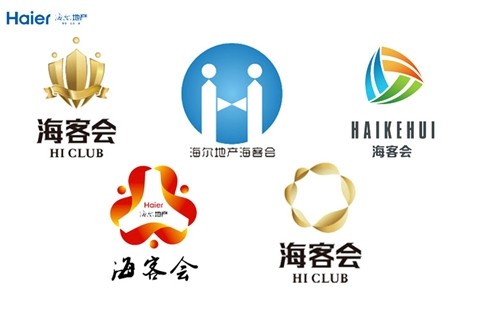 Haier 海尔地产
海客会
HI CLUB
海尔地产海客会
HAIKEHUI
海客会
Haier
海尔地产
海客会
海客会
HI CLUB